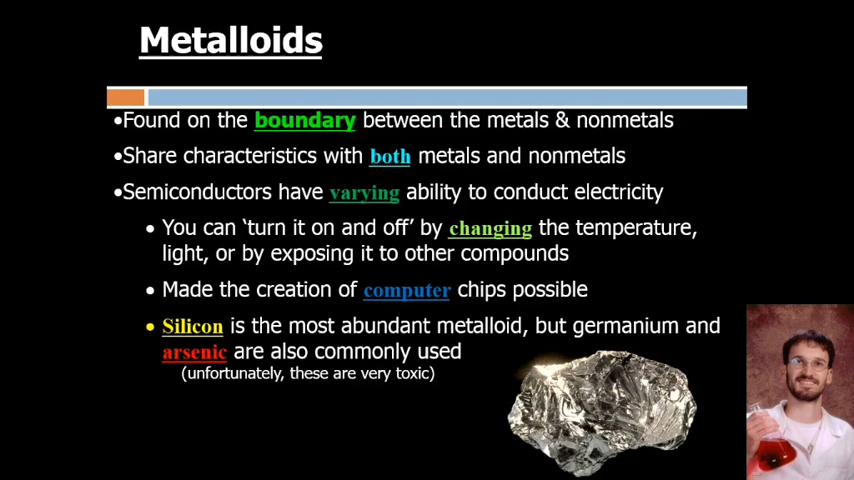 Metalloids
•Found on the boundary between the metals & nonmetals
•Share characteristics with both metals and nonmetals
•Semiconductors have varying ability to conduct electricity
• You can ‘turn it on and off’ by changing the temperature,
light, or by exposing it to other compounds
• Made the creation of computer chips possible
• Silicon is the most abundant metalloid, but germanium and
arsenic are also commonly used
(unfortunately, these are very toxic)